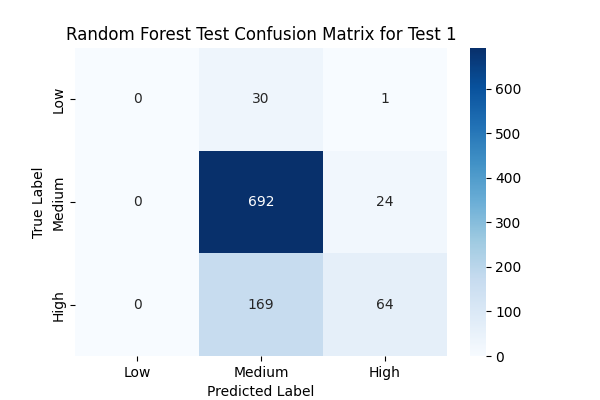 Random Forest Test Confusion Matrix for Test 1
True Label
Low
0
30
1
Medium
0
692
24
High
0
169
64
Low
Medium
High
Predicted Label
600
500
400
300
200
100
0